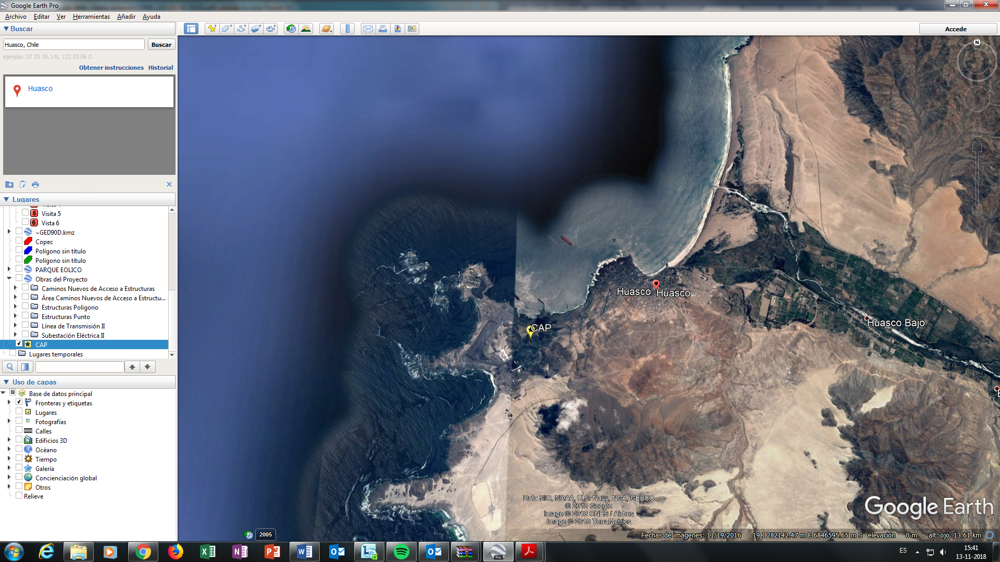 Google Earth Pro
Archivo Editar Ver Herramientas Añadir Ayuda
Buscar
Accede
Huasco, Chile
Buscar
ejemplo: 37 25 19.1 N, 122 05 06 O
Obtener instrucciones Historial
Huasco
Lugares
5 Visita 5
6 Vista 6
~GED90D.kmz
Copec
Polígono sin título
Polígono sin título
PARQUE EOLICO
Obras del Proyecto
Caminos Nuevos de Acceso a Estructuras
Área Caminos Nuevos de Acceso a Estructu...
Estructuras Poligono
Estructuras Punto
Línea de Transmisión II
Subestación Eléctrica II
CAP
Lugares temporales
Uso de capas
Base de datos principal
Fronteras y etiquetas
Lugares
Fotografías
Calles
Edificios 3D
Océano
Tiempo
Galería
Concienciación global
Otros
Relieve
N
Huasco Huasco
Huasco Bajo
CAP
Data SIO, NOAA, U.S. Navy, NGA, GEBCO
© 2018 Google
Image © 2018 CNES / Airbus
Image © 2018 TerraMetrics
Google Earth
2005
Fechas de imágenes: 11/19/2016 19 J 282142.47 m E 6846595.65 m S elevación 0 m alt. ojo 13.61 km
Pro
ES
15:41
13-11-2018